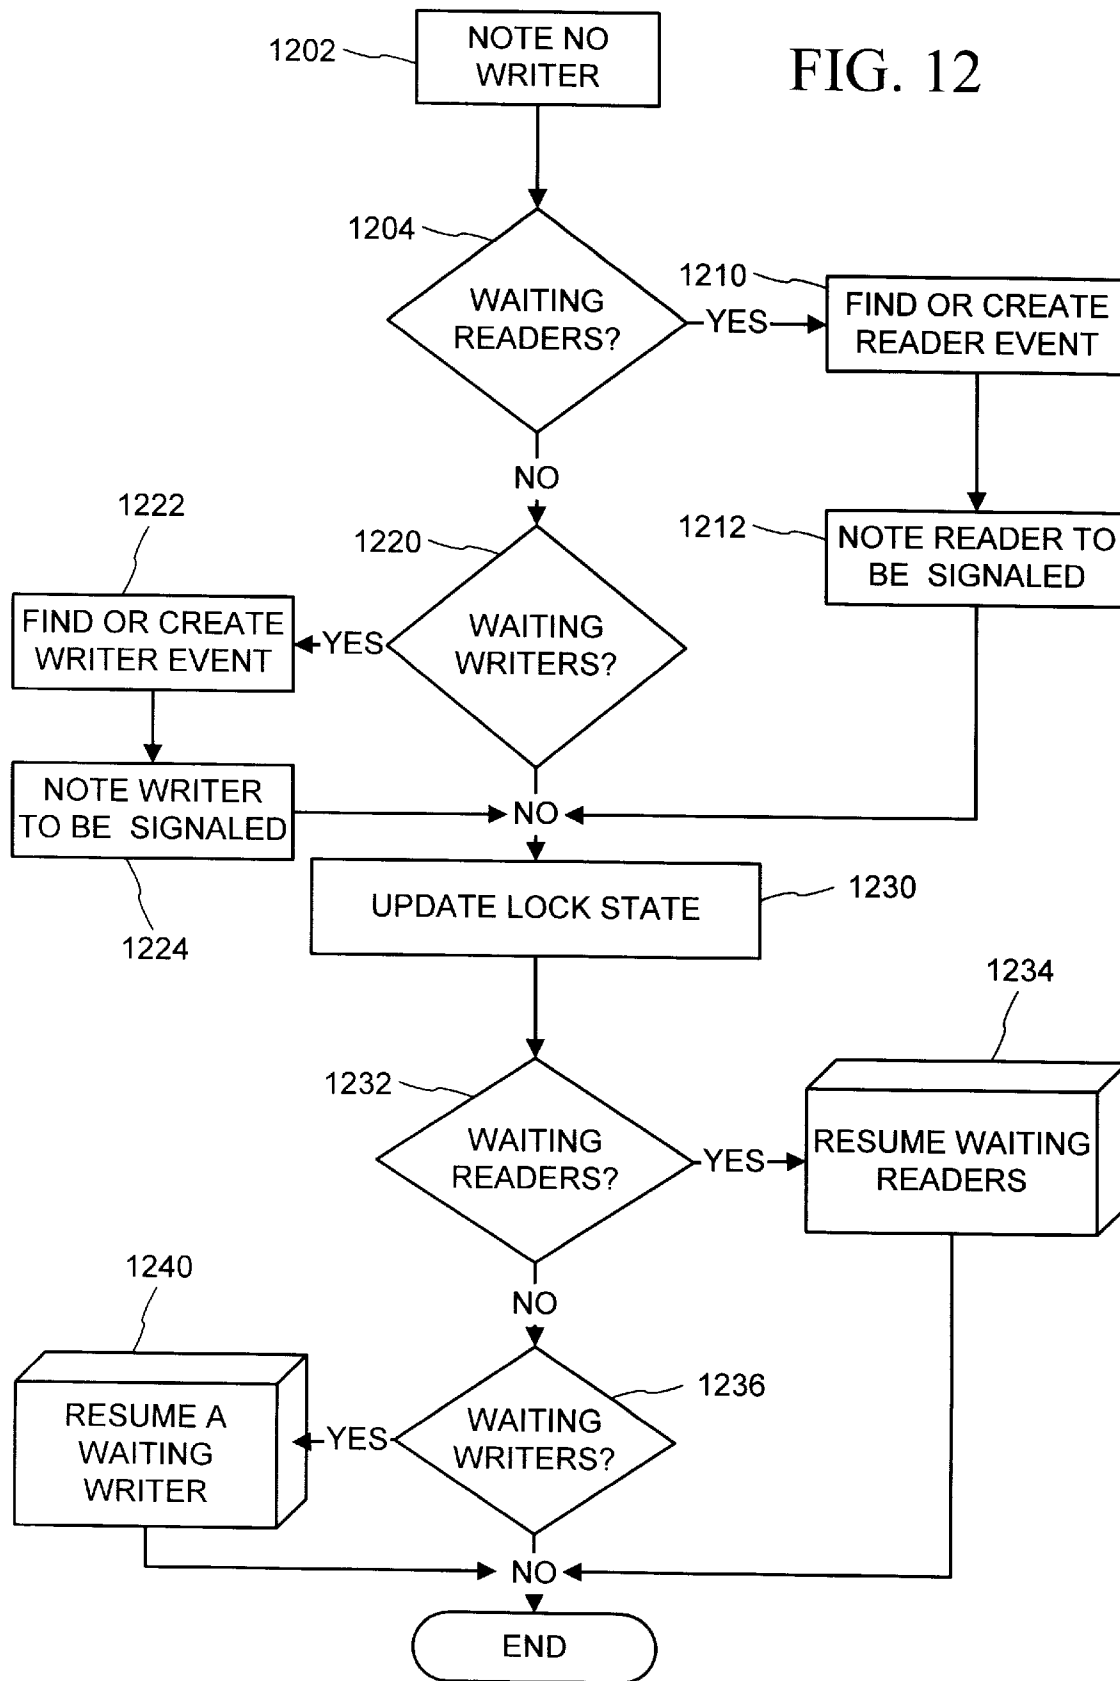 NOTE NO
WRITER
1202
FIG. 12
1204
WAITING
READERS?
YES
1210
FIND OR CREATE
READER EVENT
NO
1212
NOTE READER TO
BE SIGNALED
1220
WAITING
WRITERS?
YES
1222
FIND OR CREATE
WRITER EVENT
NOTE WRITER
TO BE SIGNALED
1224
NO
UPDATE LOCK STATE
1230
1232
WAITING
READERS?
YES
1234
RESUME WAITING
READERS
NO
1236
WAITING
WRITERS?
YES
1240
RESUME A
WAITING
WRITER
NO
END